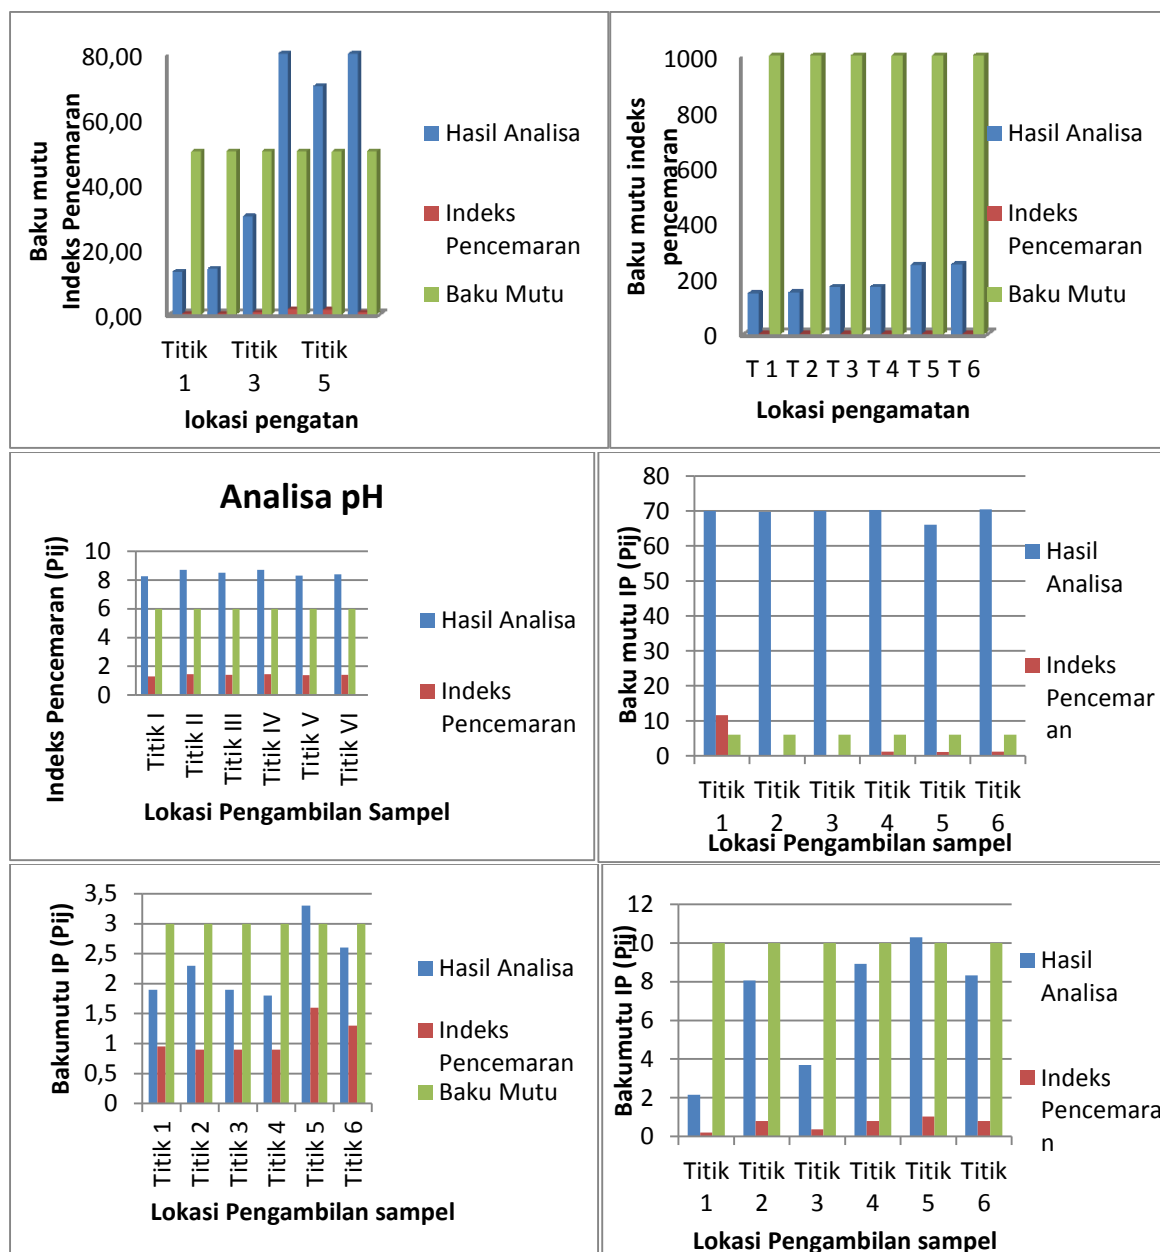 80,00
60,00
40,00
20,00
0,00
Baku mutu
Indeks Pencemaran
Titik 1
Titik 3
Titik 5
lokasi pengatan
Hasil Analisa
Indeks
Pencemaran
Baku Mutu
1000
800
600
400
200
0
Baku mutu indeks
pencemaran
T 1 T 2 T 3 T 4 T 5 T 6
Lokasi pengamatan
Hasil Analisa
Indeks
Pencemaran
Baku Mutu
Analisa pH
10
8
6
4
2
0
Indeks Pencemaran (Pij)
Titik I
Titik II
Titik III
Titik IV
Titik V
Titik VI
Lokasi Pengambilan Sampel
Hasil Analisa
Indeks
Pencemaran
80
70
60
50
40
30
20
10
0
Baku mutu IP (Pij)
Titik 1
Titik 2
Titik 3
Titik 4
Titik 5
Titik 6
Lokasi Pengambilan sampel
Hasil
Analisa
Indeks
Pencemar
an
3,5
3
2,5
2
1,5
1
0,5
0
Bakumutu IP (Pij)
Titik 1
Titik 2
Titik 3
Titik 4
Titik 5
Titik 6
Lokasi Pengambilan sampel
Hasil Analisa
Indeks
Pencemaran
Baku Mutu
12
10
8
6
4
2
0
Bakumutu IP (Pij)
Titik 1
Titik 2
Titik 3
Titik 4
Titik 5
Titik 6
Lokasi Pengambilan sampel
Hasil
Analisa
Indeks
Pencemara
n